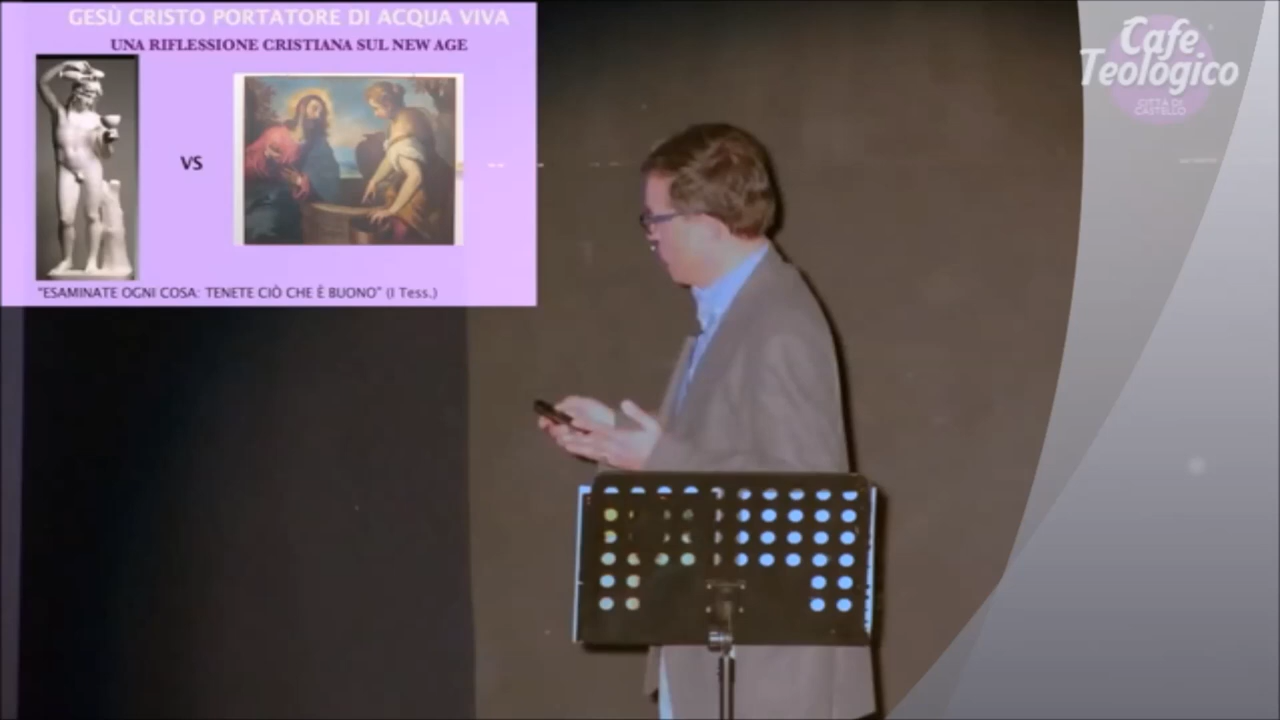 GESÙ CRISTO PORTATORE DI ACQUA VIVA
UNA RIFLESSIONE CRISTIANA SUL NEW AGE
VS
"ESAMINATE OGNI COSA: TENETE CIÒ CHE È BUONO" (I Tess.)
Cafe
Teologico
CITTÀ DI
CASTELLO